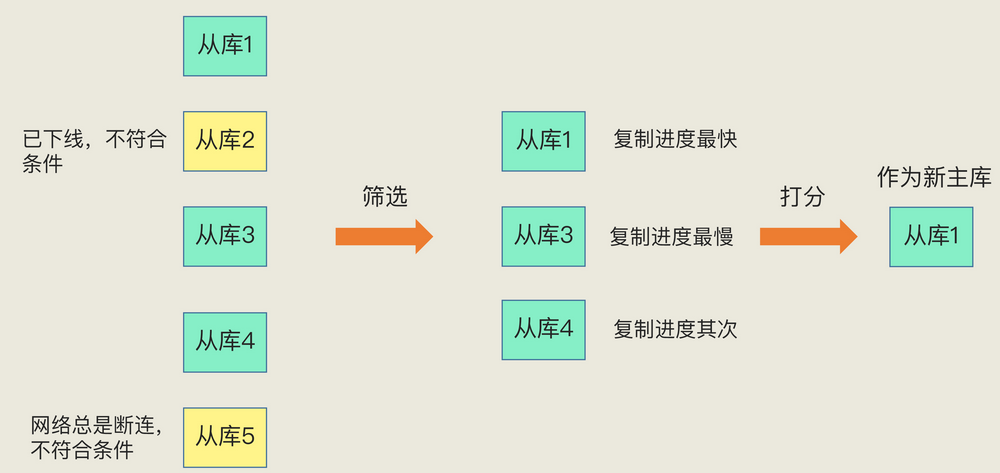 从库1
已下线，不符合
条件
从库2
从库3
从库4
网络总是断连，
不符合条件
从库5
筛选
从库1
复制进度最快
从库3
复制进度最慢
从库4
复制进度其次
打分
作为新主库
从库1